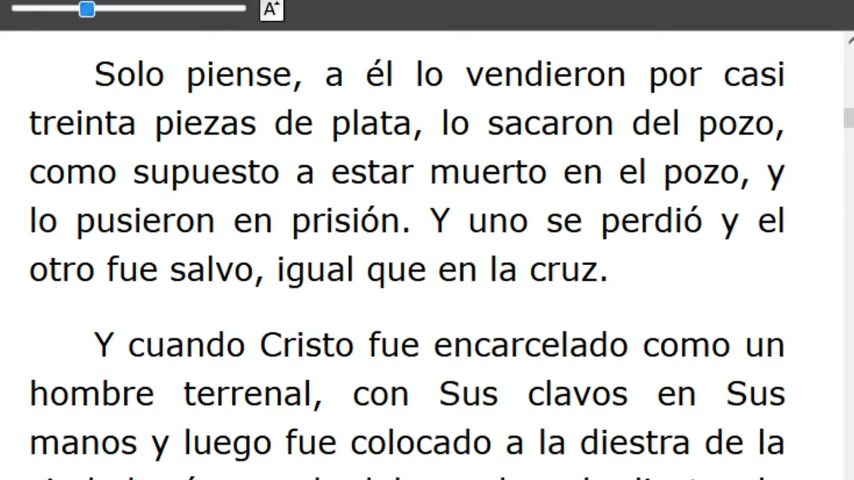 A
Solo piense, a él lo vendieron por casi
treinta piezas de plata, lo sacaron del pozo,
como supuesto a estar muerto en el pozo, y
lo pusieron en prisión. Y uno se perdió y el
otro fue salvo, igual que en la cruz.
Y cuando Cristo fue encarcelado como un
hombre terrenal, con Sus clavos en Sus
manos y luego fue colocado a la diestra de la